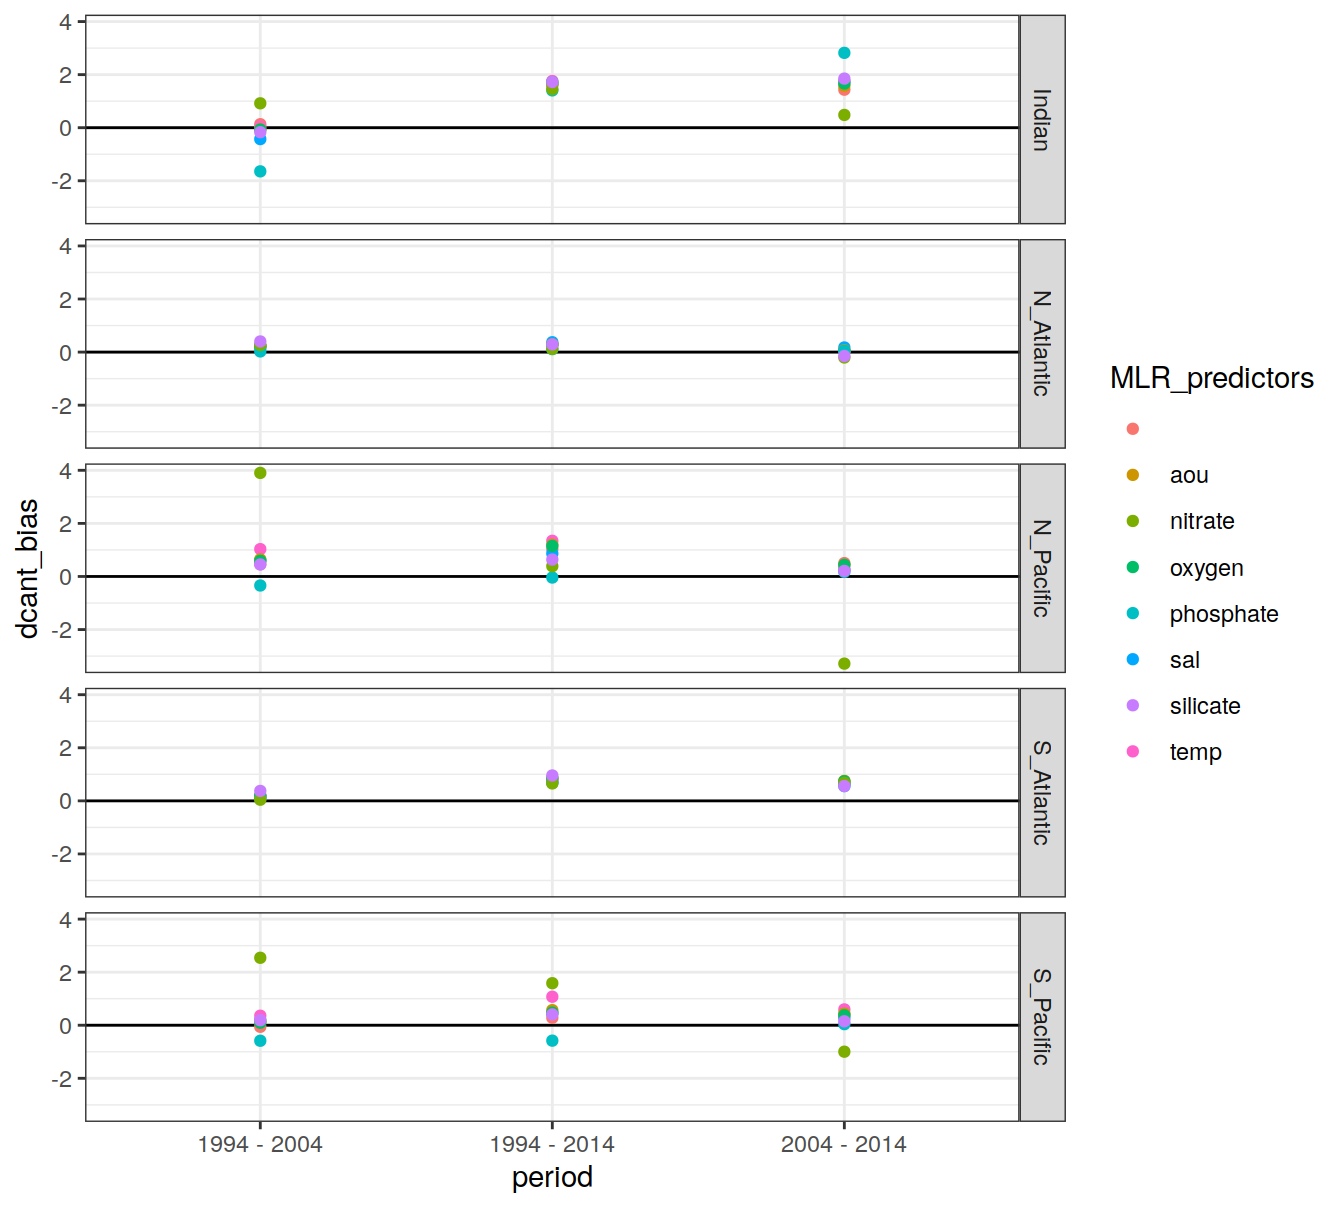 4
2
0
-2
Indian
4
2
0
-2
N_Atlantic
4
2
0
-2
N_Pacific
4
2
0
-2
S_Atlantic
4
2
0
-2
S_Pacific
dcant_bias
1994 - 2004
1994 - 2014
2004 - 2014
period
MLR_predictors
aou
nitrate
oxygen
phosphate
sal
silicate
temp